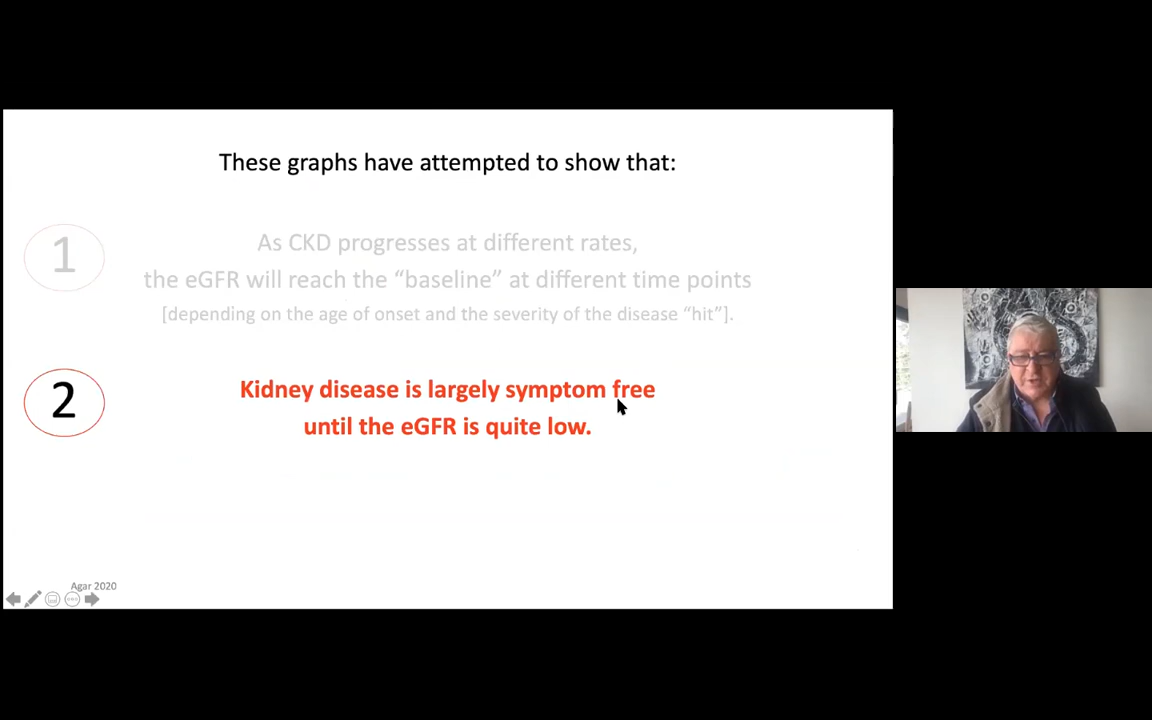 These graphs have attempted to show that:
1
As CKD progresses at different rates,
the eGFR will reach the “baseline” at different time points
[depending on the age of onset and the severity of the disease “hit”].
2
Kidney disease is largely symptom free
until the eGFR is quite low.
Agar 2020